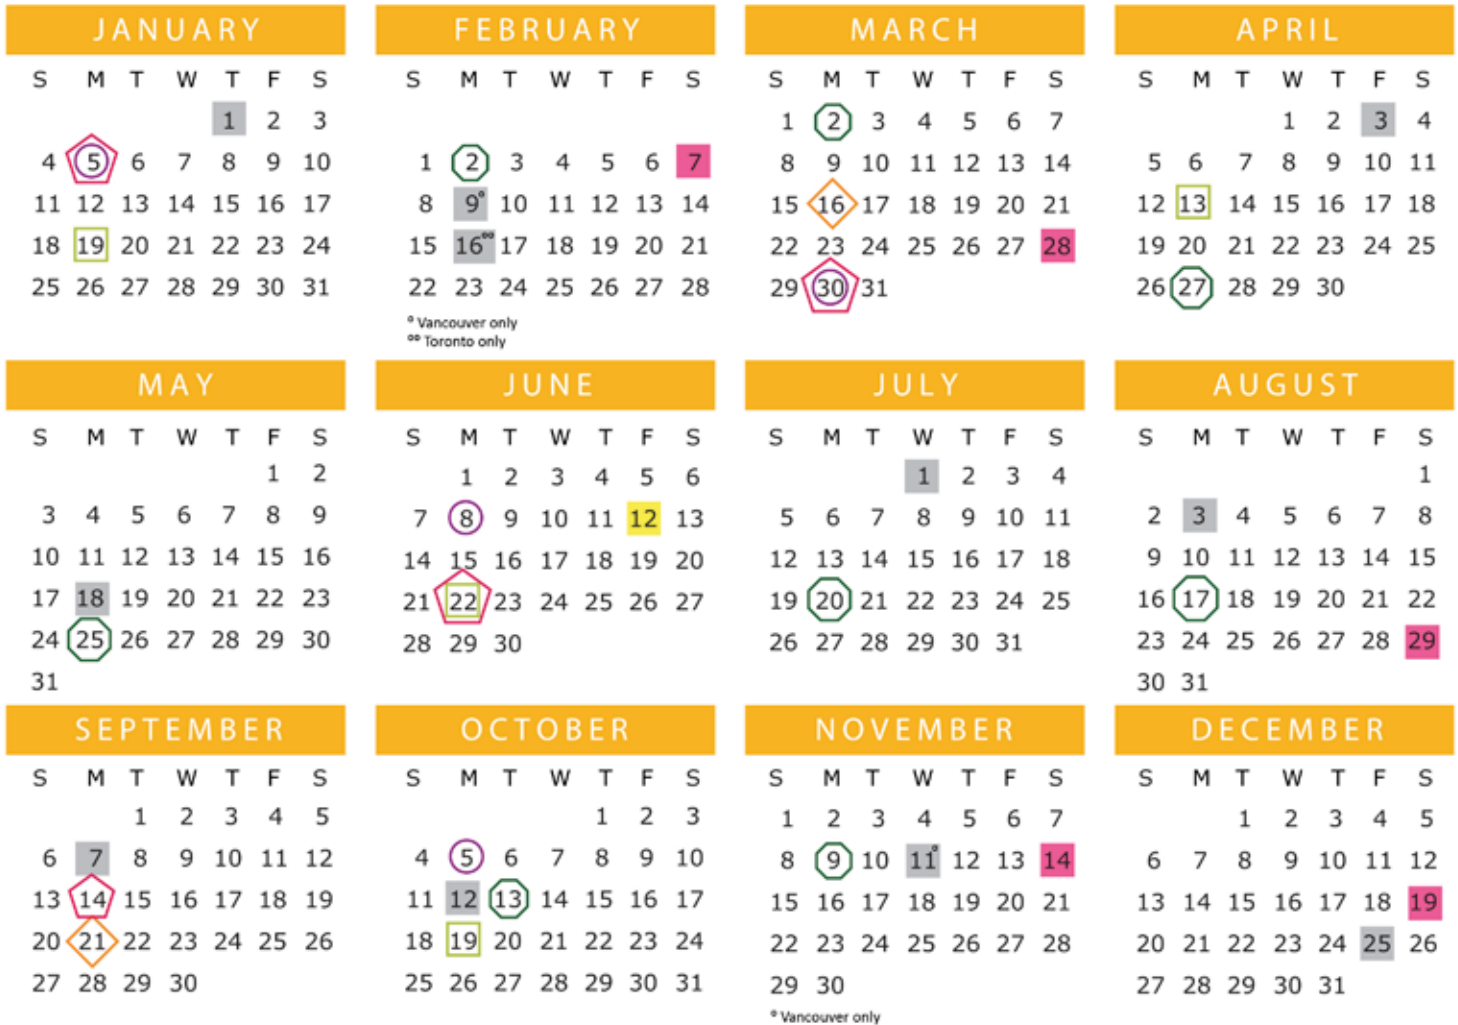 JANUARY
S M T W T F S
1 2 3
4 5 6 7 8 9 10
11 12 13 14 15 16 17
18 19 20 21 22 23 24
25 26 27 28 29 30 31
FEBRUARY
S M T W T F S
1 2 3 4 5 6 7
8 9° 10 11 12 13 14
15 16°° 17 18 19 20 21
22 23 24 25 26 27 28
° Vancouver only
°° Toronto only
MARCH
S M T W T F S
1 2 3 4 5 6 7
8 9 10 11 12 13 14
15 16 17 18 19 20 21
22 23 24 25 26 27 28
29 30 31
APRIL
S M T W T F S
1 2 3 4
5 6 7 8 9 10 11
12 13 14 15 16 17 18
19 20 21 22 23 24 25
26 27 28 29 30
MAY
S M T W T F S
1 2
3 4 5 6 7 8 9
10 11 12 13 14 15 16
17 18 19 20 21 22 23
24 25 26 27 28 29 30
31
JUNE
S M T W T F S
1 2 3 4 5 6
7 8 9 10 11 12 13
14 15 16 17 18 19 20
21 22 23 24 25 26 27
28 29 30
JULY
S M T W T F S
1 2 3 4
5 6 7 8 9 10 11
12 13 14 15 16 17 18
19 20 21 22 23 24 25
26 27 28 29 30 31
AUGUST
S M T W T F S
1
2 3 4 5 6 7 8
9 10 11 12 13 14 15
16 17 18 19 20 21 22
23 24 25 26 27 28 29
30 31
SEPTEMBER
S M T W T F S
1 2 3 4 5
6 7 8 9 10 11 12
13 14 15 16 17 18 19
20 21 22 23 24 25 26
27 28 29 30
OCTOBER
S M T W T F S
1 2 3
4 5 6 7 8 9 10
11 12 13 14 15 16 17
18 19 20 21 22 23 24
25 26 27 28 29 30 31
NOVEMBER
S M T W T F S
1 2 3 4 5 6 7
8 9 10 11° 12 13 14
15 16 17 18 19 20 21
22 23 24 25 26 27 28
29 30
° Vancouver only
DECEMBER
S M T W T F S
1 2 3 4 5
6 7 8 9 10 11 12
13 14 15 16 17 18 19
20 21 22 23 24 25 26
27 28 29 30 31